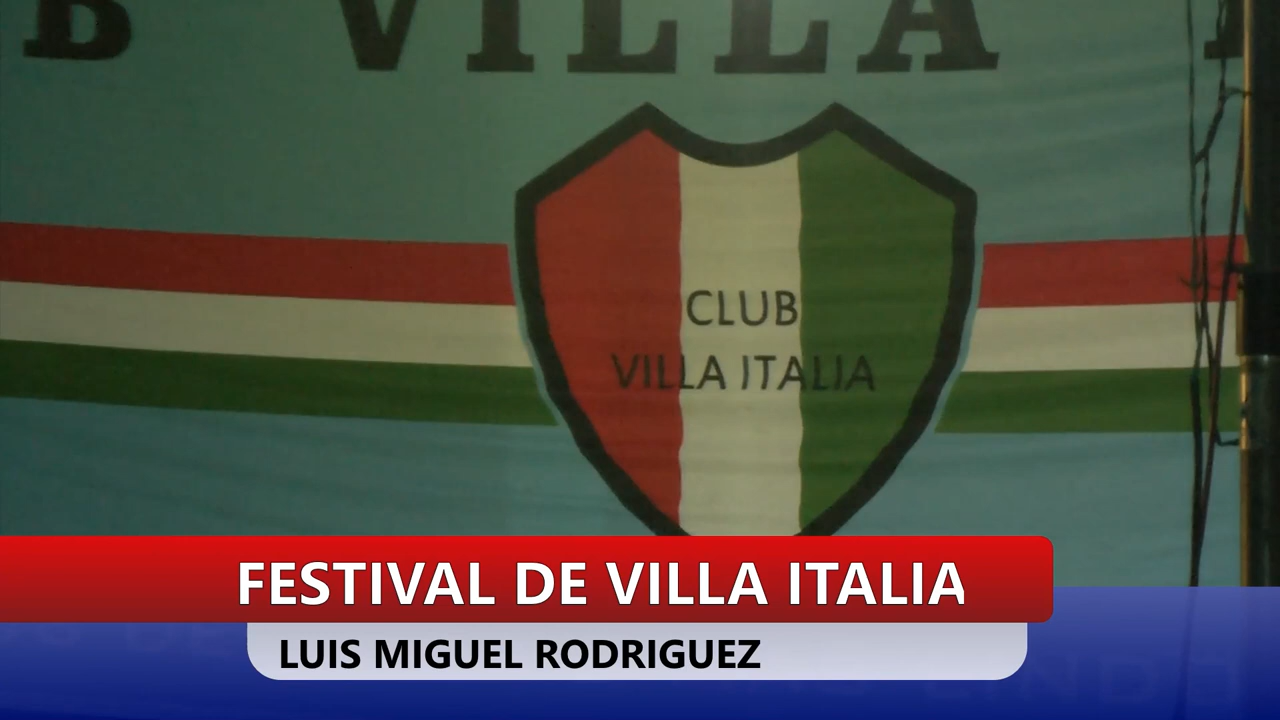 B VILLA
CLUB
VILLA ITALIA
FESTIVAL DE VILLA ITALIA
LUIS MIGUEL RODRIGUEZ